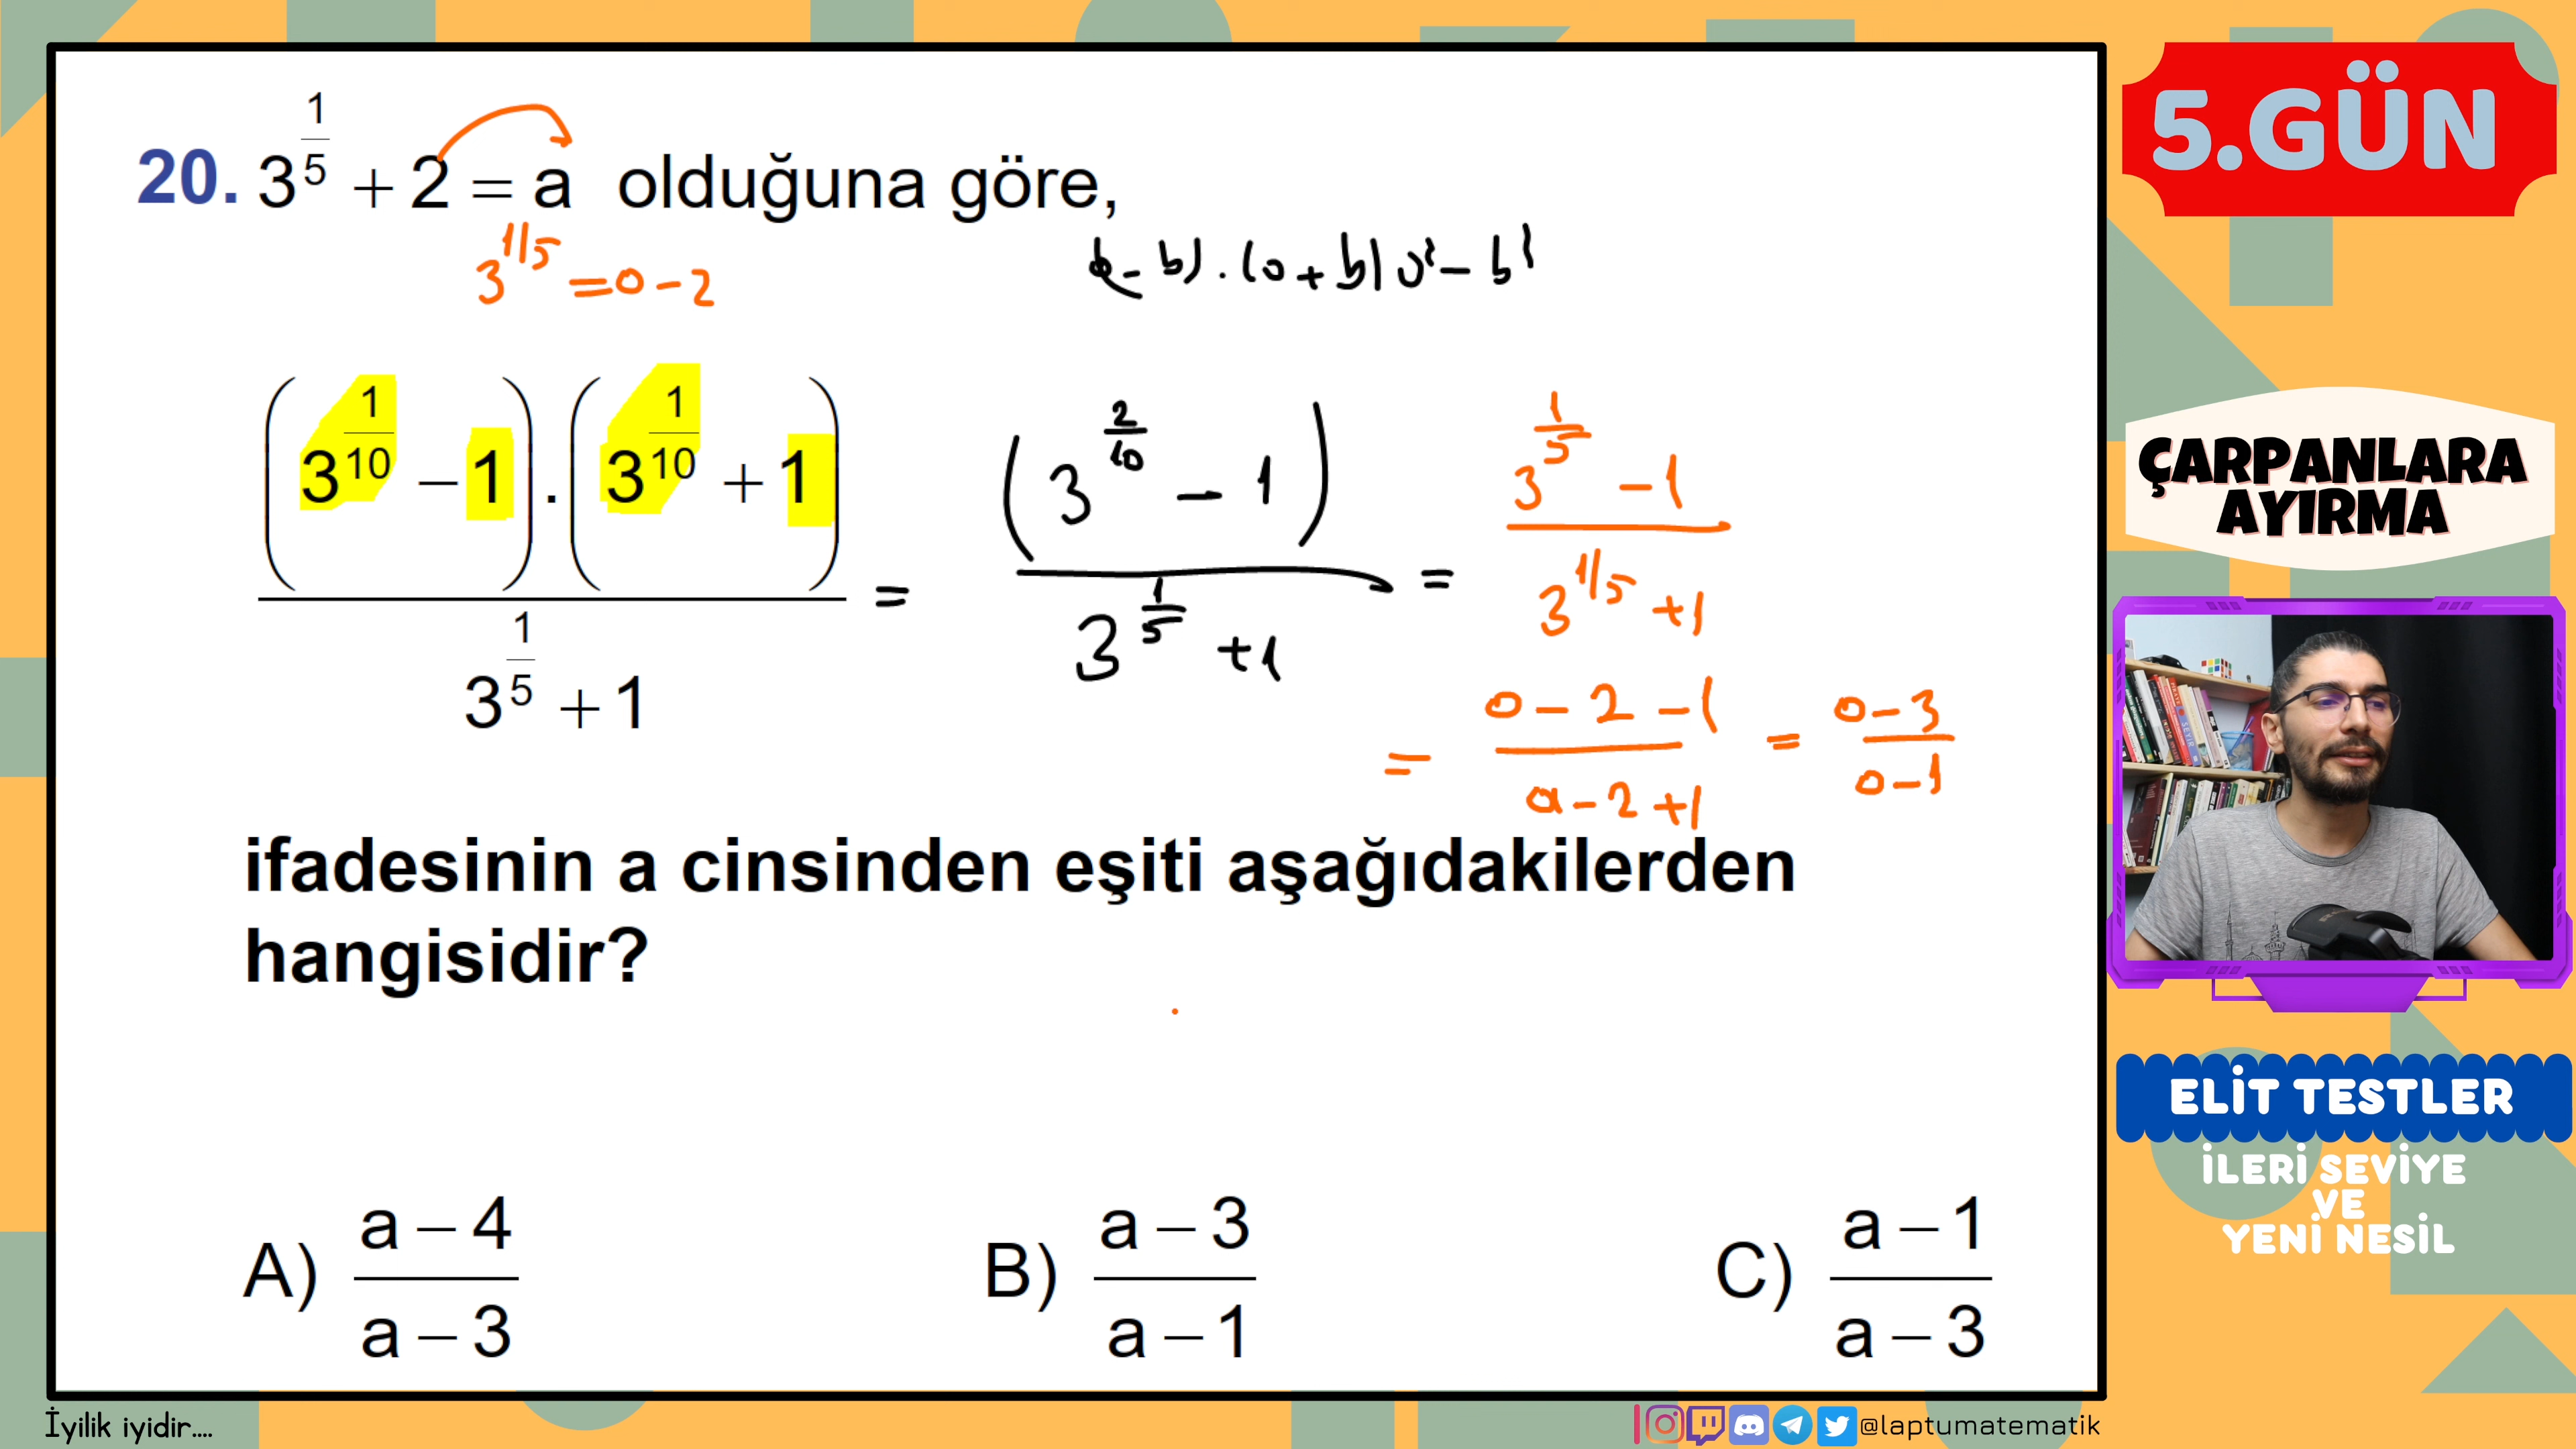 5.GÜN
20. 3^(1/5) + 2 = a olduğuna göre,
3^(1/5) = a - 2
(a - b) . (a + b) a² - b²
((3^(1/10) - 1) . (3^(1/10) + 1)) / (3^(1/5) + 1) = (3^(2/10) - 1) / (3^(1/5) + 1) = (3^(1/5) - 1) / (3^(1/5) + 1)
= (a - 2 - 1) / (a - 2 + 1) = (a - 3) / (a - 1)
ifadesinin a cinsinden eşiti aşağıdakilerden
hangisidir?
A) (a - 4) / (a - 3) B) (a - 3) / (a - 1) C) (a - 1) / (a - 3)
ÇARPANLARA
AYIRMA
ELİT TESTLER
İLERİ SEVİYE
VE
YENİ NESİL
İyilik iyidir....
@laptumatematik